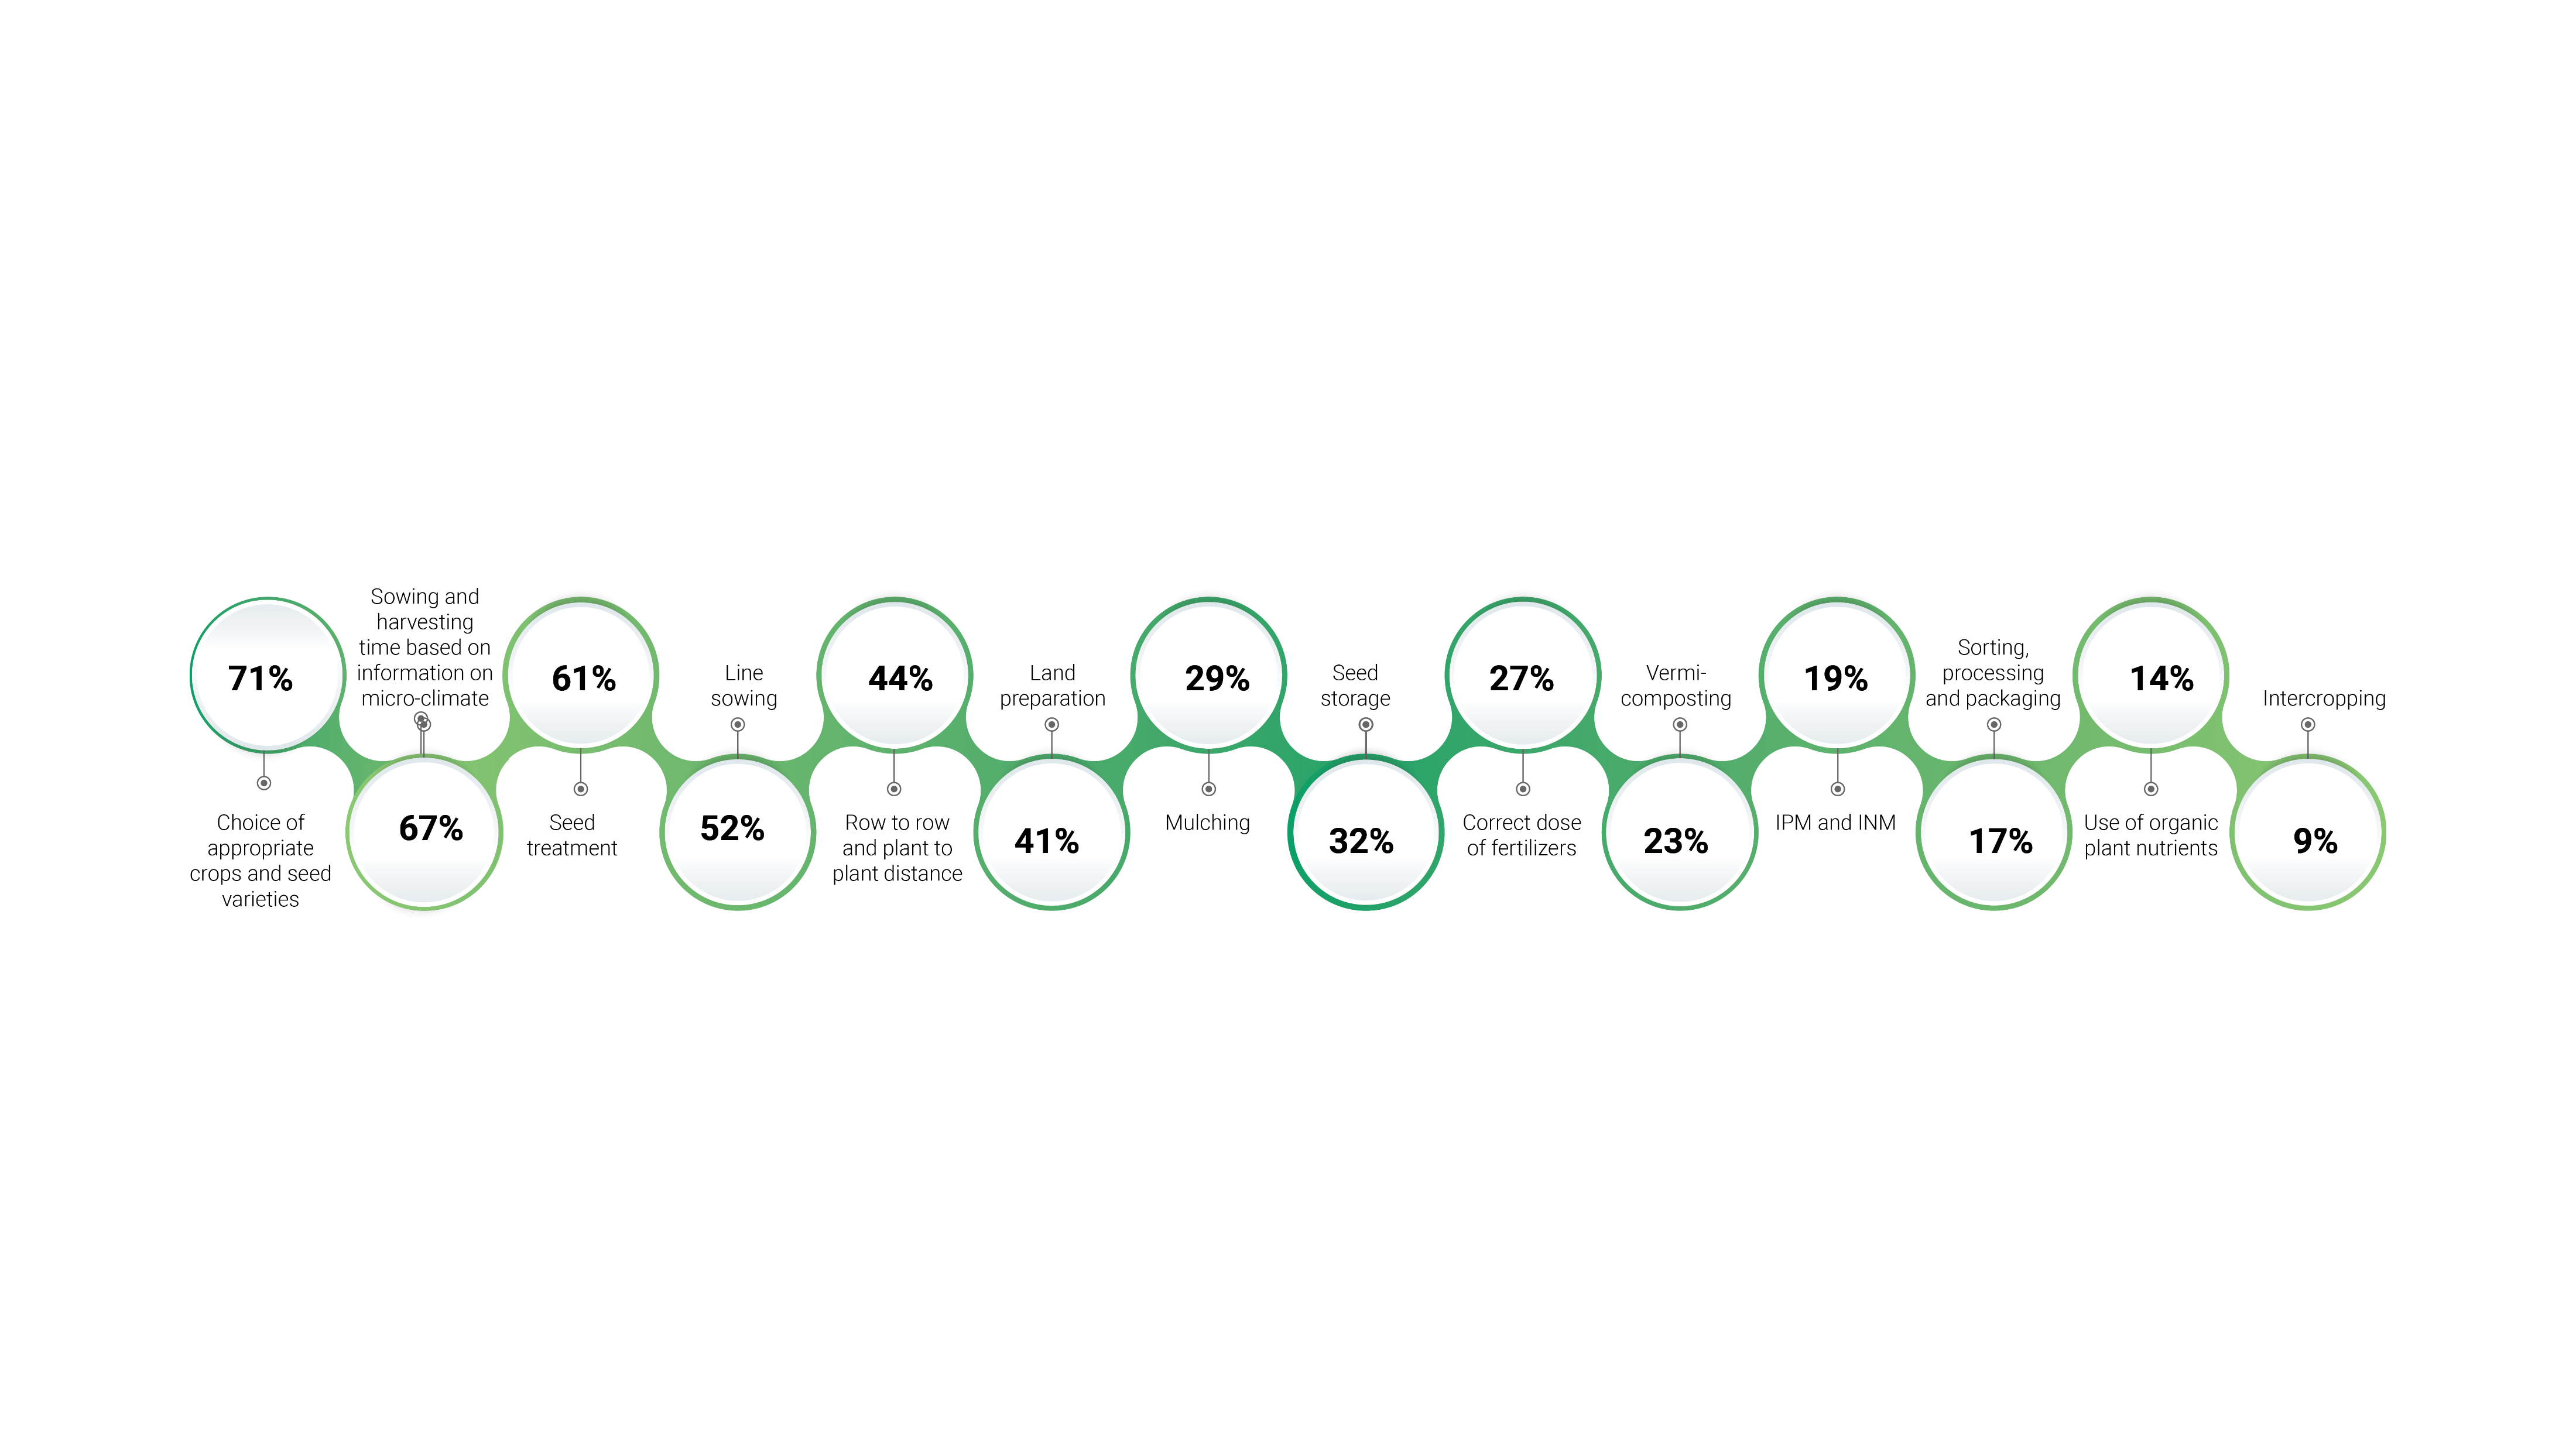 71%
Choice of
appropriate
crops and seed
varieties
Sowing and
harvesting
time based on
information on
micro-climate
67%
61%
Seed
treatment
Line
sowing
52%
44%
Row to row
and plant to
plant distance
Land
preparation
41%
29%
Mulching
Seed
storage
32%
27%
Correct dose
of fertilizers
Vermi-
composting
23%
19%
IPM and INM
Sorting,
processing
and packaging
17%
14%
Use of organic
plant nutrients
Intercropping
9%